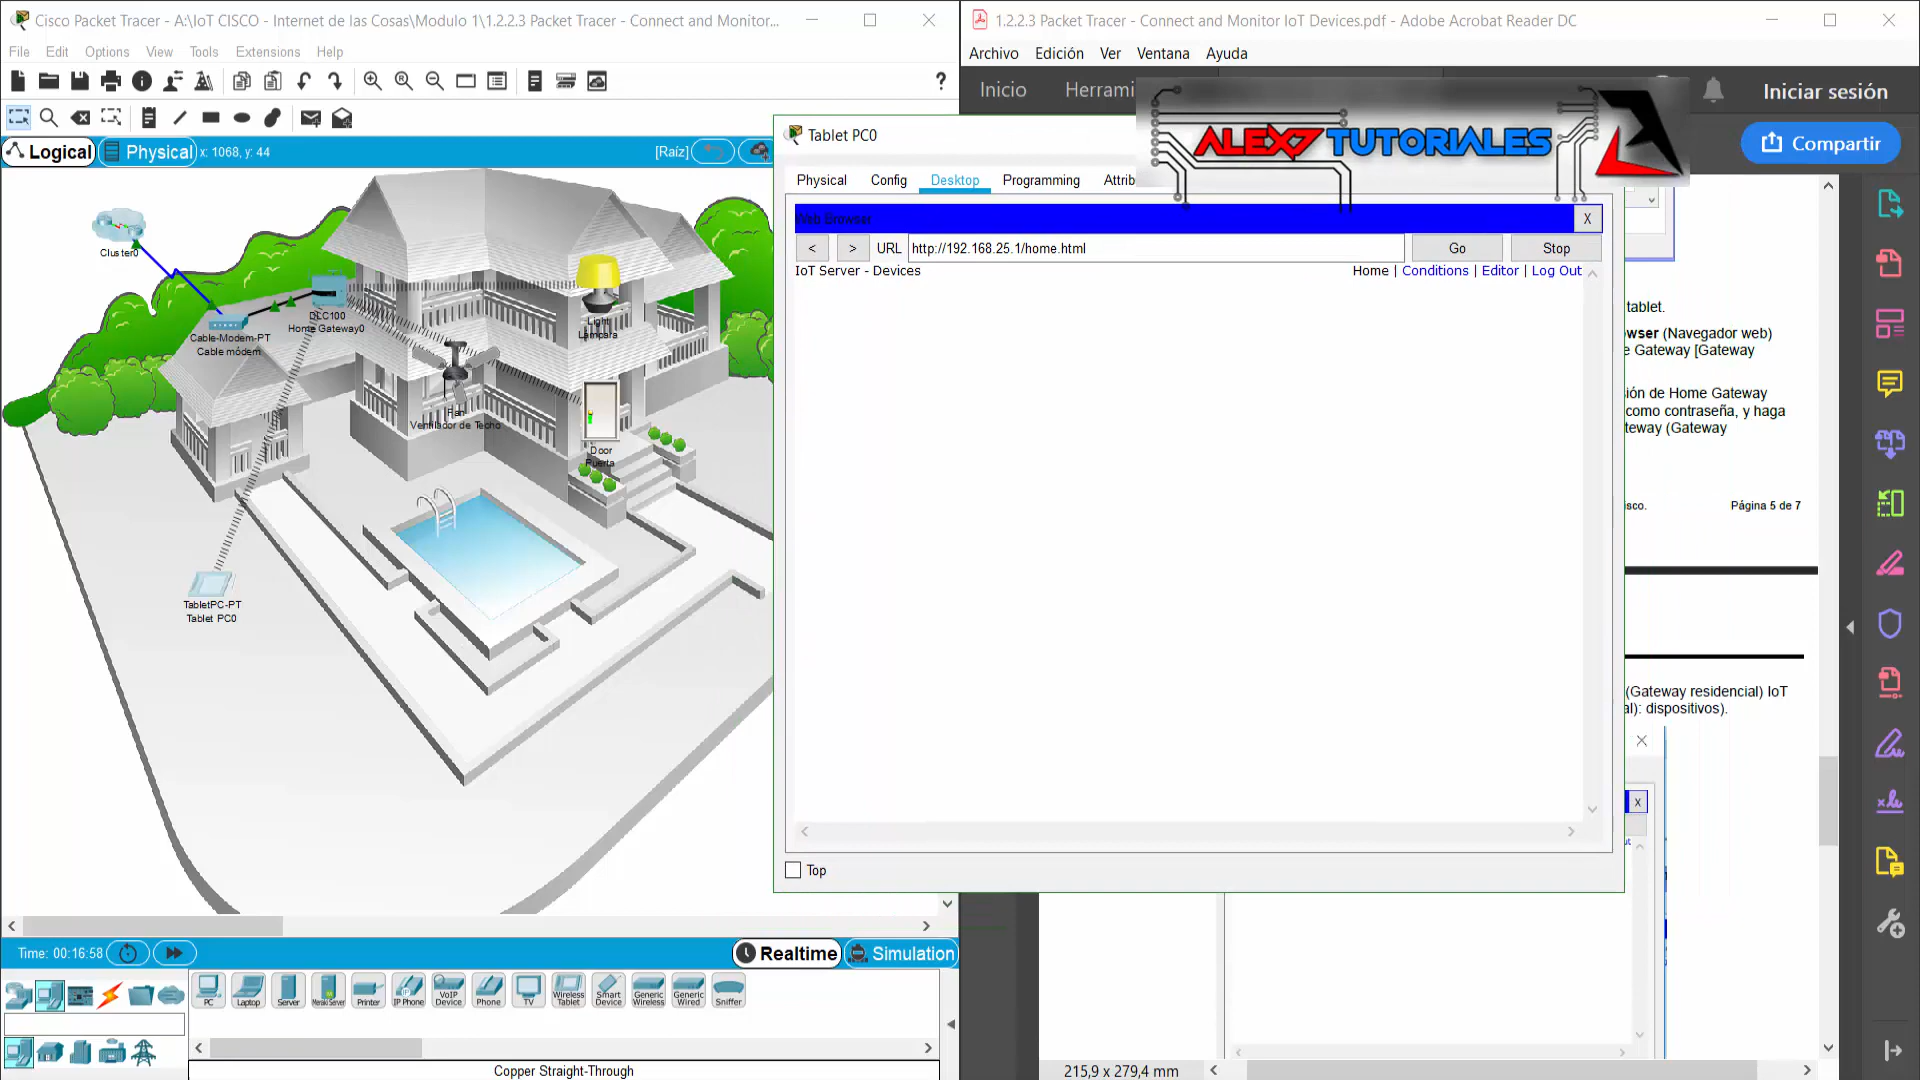 Cisco Packet Tracer - A:\IoT CISCO - Internet de las Cosas\Modulo 1\1.2.2.3 Packet Tracer - Connect and Monitor...
File Edit Options View Tools Extensions Help
?
Logical Physical x: 1068, y: 44 [Raíz]
Cluster0
DLC100
Home Gateway0
Cable-Modem-PT
Cable módem
Light
Lámpara
Fan
Ventilador de Techo
Door
Puerta
TabletPC-PT
Tablet PC0
Time: 00:16:58
Realtime Simulation
PC Laptop Server Meraki Server Printer IP Phone VoIP Device Phone TV Wireless Tablet Smart Device Generic Wireless Generic Wired Sniffer
Copper Straight-Through
1.2.2.3 Packet Tracer - Connect and Monitor IoT Devices.pdf - Adobe Acrobat Reader DC
Archivo Edición Ver Ventana Ayuda
Inicio Herrami
Iniciar sesión
ALEX7 TUTORIALES
Compartir
Tablet PC0
Physical Config Desktop Programming Attrib
Web Browser X
< > URL http://192.168.25.1/home.html Go Stop
IoT Server - Devices Home | Conditions | Editor | Log Out
Top
tablet.
wser (Navegador web)
e Gateway [Gateway
ión de Home Gateway
como contraseña, y haga
teway (Gateway
isco. Página 5 de 7
(Gateway residencial) IoT
al): dispositivos).
X
215,9 x 279,4 mm